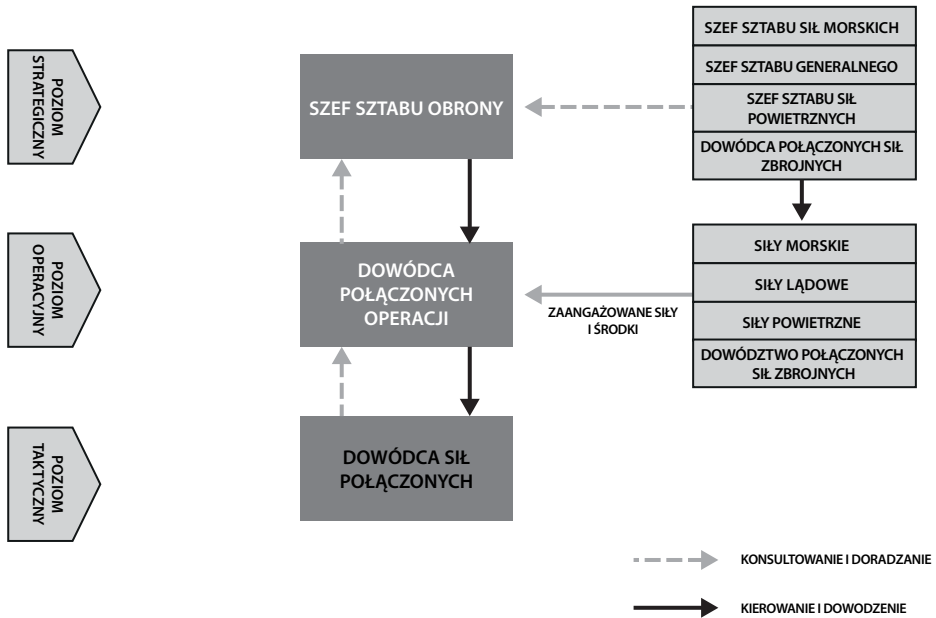 POZIOM
STRATEGICZNY
SZEF SZTABU OBRONY
SZEF SZTABU SIŁ MORSKICH
SZEF SZTABU GENERALNEGO
SZEF SZTABU SIŁ
POWIETRZNYCH
DOWÓDCA POŁĄCZONYCH SIŁ
ZBROJNYCH
POZIOM
OPERACYJNY
DOWÓDCA
POŁĄCZONYCH
OPERACJI
ZAANGAŻOWANE SIŁY
I ŚRODKI
SIŁY MORSKIE
SIŁY LĄDOWE
SIŁY POWIETRZNE
DOWÓDZTWO POŁĄCZONYCH
SIŁ ZBROJNYCH
POZIOM
TAKTYCZNY
DOWÓDCA SIŁ
POŁĄCZONYCH
KONSULTOWANIE I DORADZANIE
KIEROWANIE I DOWODZENIE